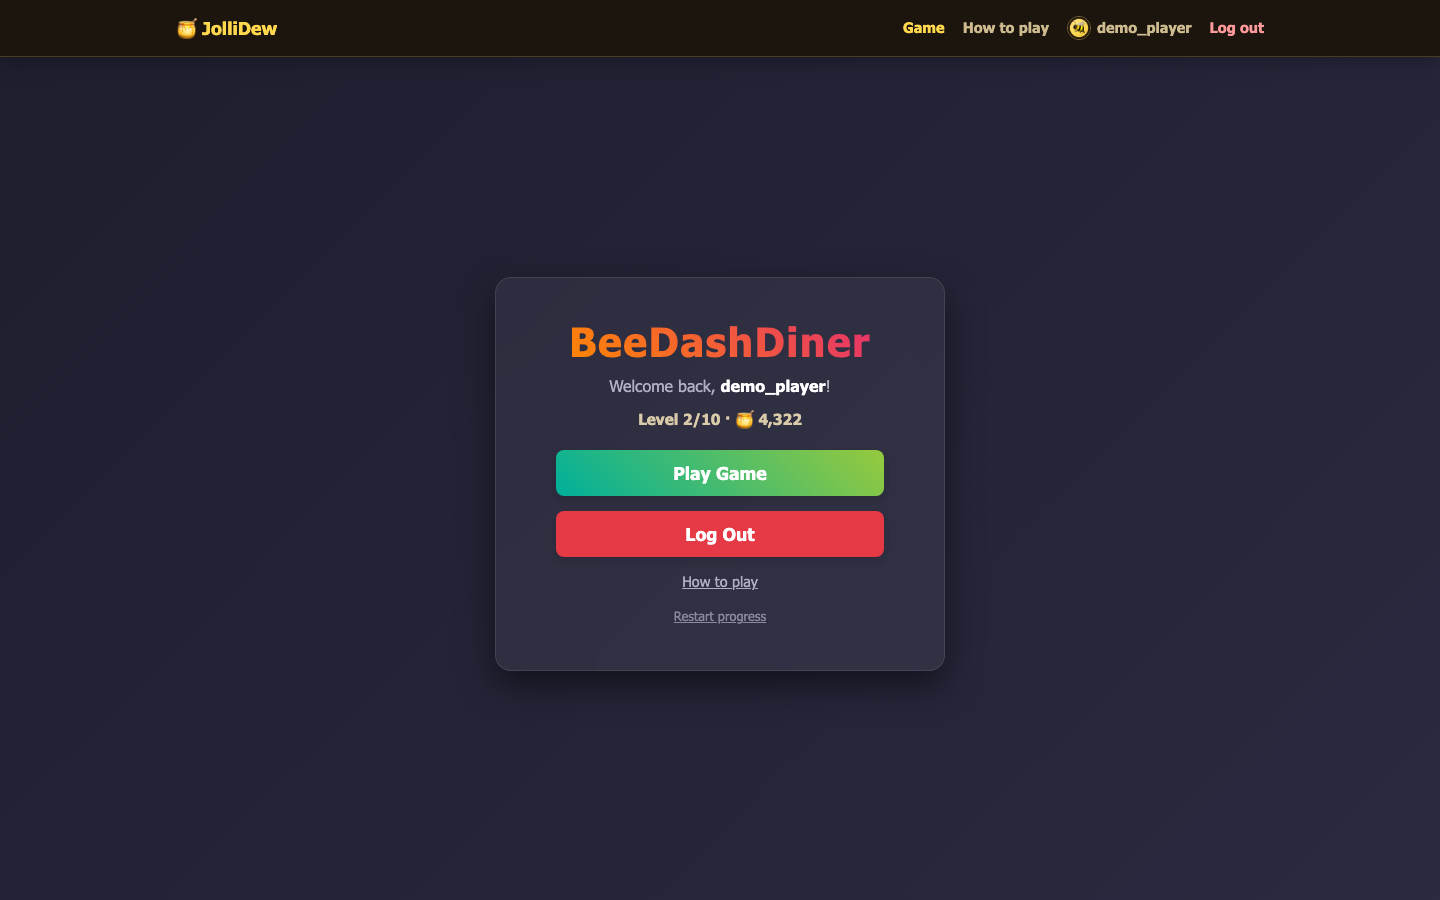 JolliDew
Game
How to play
demo_player
Log out
BeeDashDiner
Welcome back, demo_player!
Level 2/10 · 🍯 4,322
Play Game
Log Out
How to play
Restart progress